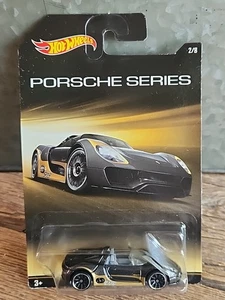 Hot Wheels
2/8
PORSCHE SERIES
3+